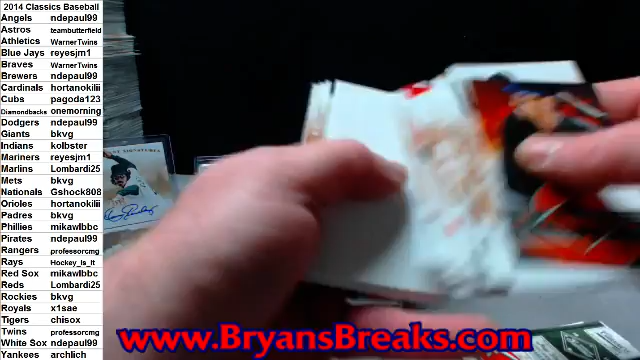 2014 Classics Baseball
Angels ndepaul99
Astros teambutterfield
Athletics WarnerTwins
Blue Jays reyesjm1
Braves WarnerTwins
Brewers ndepaul99
Cardinals hortanokilii
Cubs pagoda123
Diamondbacks onemorning
Dodgers ndepaul99
Giants bkvg
Indians kolbster
Mariners reyesjm1
Marlins Lombardi25
Mets bkvg
Nationals Gshock808
Orioles hortanokilii
Padres bkvg
Phillies mikawlbbc
Pirates ndepaul99
Rangers professorcmg
Rays Hockey_Is_It
Red Sox mikawlbbc
Reds Lombardi25
Rockies bkvg
Royals x1sae
Tigers chisox
Twins professorcmg
White Sox ndepaul99
Yankees archlich
www.BryansBreaks.com